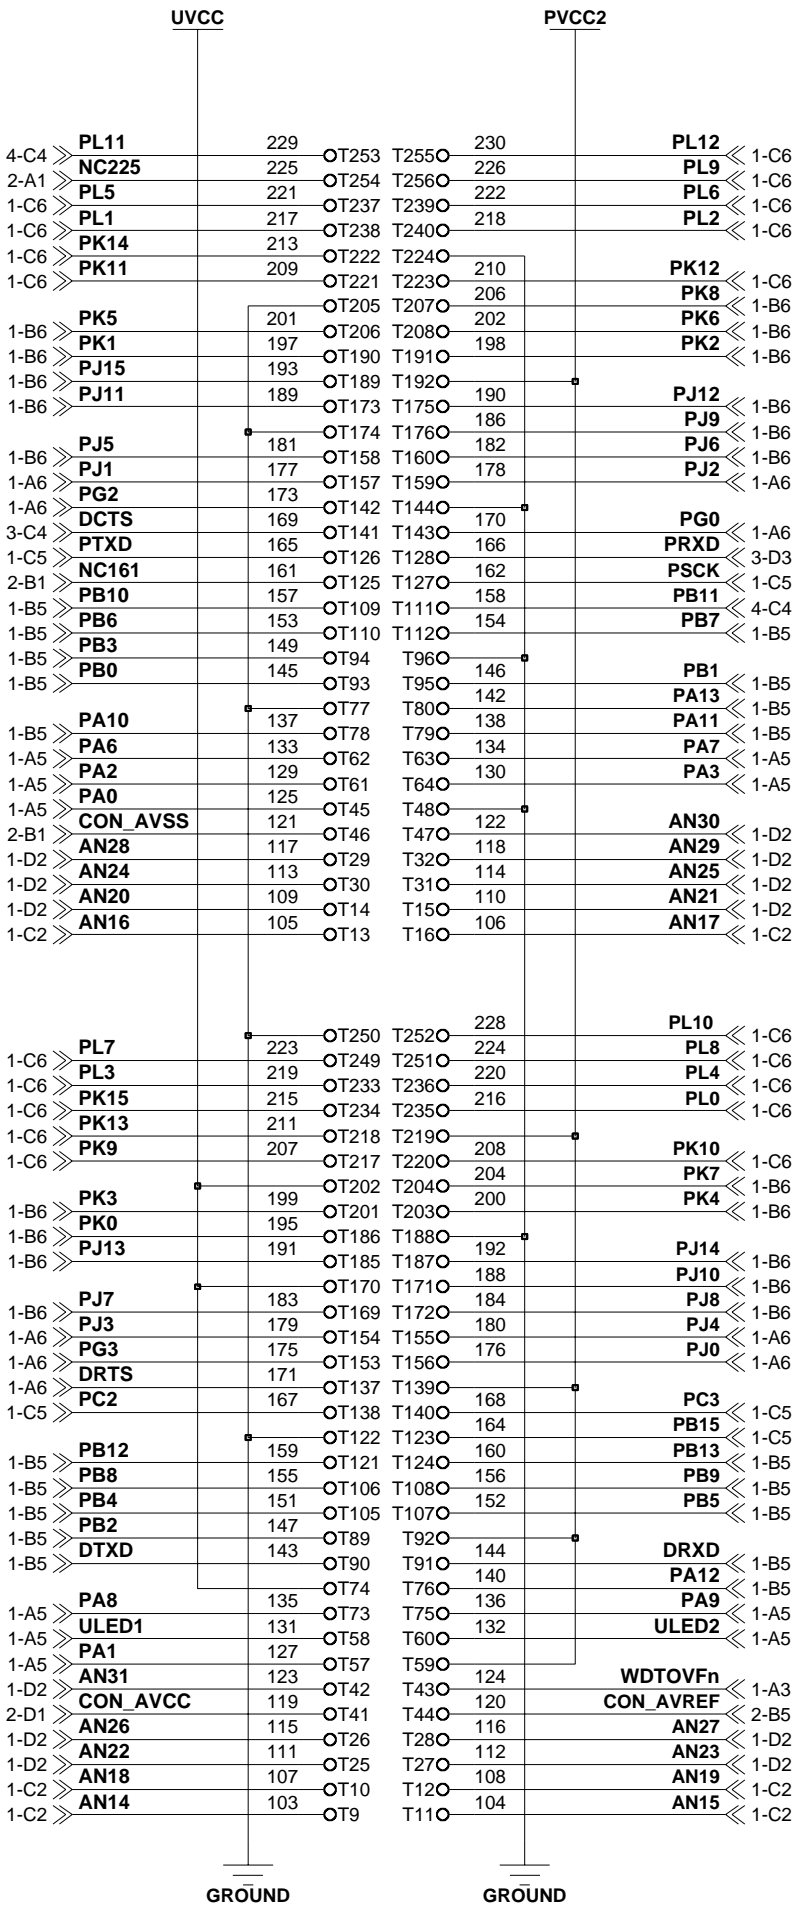 UVCC PVCC2
PL11 229 230 PL12
4-C4 T253 T255 1-C6
NC225 225 226 PL9
2-A1 T254 T256 1-C6
PL5 221 222 PL6
1-C6 T237 T239 1-C6
PL1 217 218 PL2
1-C6 T238 T240 1-C6
PK14 213
1-C6 T222 T224
PK11 209 210 PK12
1-C6 T221 T223 1-C6
206 PK8
T205 T207 1-B6
PK5 201 202 PK6
1-B6 T206 T208 1-B6
PK1 197 198 PK2
1-B6 T190 T191 1-B6
PJ15 193
1-B6 T189 T192
PJ11 189 190 PJ12
1-B6 T173 T175 1-B6
186 PJ9
T174 T176 1-B6
PJ5 181 182 PJ6
1-B6 T158 T160 1-B6
PJ1 177 178 PJ2
1-A6 T157 T159 1-A6
PG2 173
1-A6 T142 T144
DCTS 169 170 PG0
3-C4 T141 T143 1-A6
PTXD 165 166 PRXD
1-C5 T126 T128 3-D3
NC161 161 162 PSCK
2-B1 T125 T127 1-C5
PB10 157 158 PB11
1-B5 T109 T111 4-C4
PB6 153 154 PB7
1-B5 T110 T112 1-B5
PB3 149
1-B5 T94 T96
PB0 145 146 PB1
1-B5 T93 T95 1-B5
142 PA13
T77 T80 1-B5
PA10 137 138 PA11
1-B5 T78 T79 1-B5
PA6 133 134 PA7
1-A5 T62 T63 1-A5
PA2 129 130 PA3
1-A5 T61 T64 1-A5
PA0 125
1-A5 T45 T48
CON_AVSS 121 122 AN30
2-B1 T46 T47 1-D2
AN28 117 118 AN29
1-D2 T29 T32 1-D2
AN24 113 114 AN25
1-D2 T30 T31 1-D2
AN20 109 110 AN21
1-D2 T14 T15 1-D2
AN16 105 106 AN17
1-C2 T13 T16 1-C2
228 PL10
T250 T252 1-C6
PL7 223 224 PL8
1-C6 T249 T251 1-C6
PL3 219 220 PL4
1-C6 T233 T236 1-C6
PK15 215 216 PL0
1-C6 T234 T235 1-C6
PK13 211
1-C6 T218 T219
PK9 207 208 PK10
1-C6 T217 T220 1-C6
204 PK7
T202 T204 1-B6
PK3 199 200 PK4
1-B6 T201 T203 1-B6
PK0 195
1-B6 T186 T188
PJ13 191 192 PJ14
1-B6 T185 T187 1-B6
188 PJ10
T170 T171 1-B6
PJ7 183 184 PJ8
1-B6 T169 T172 1-B6
PJ3 179 180 PJ4
1-A6 T154 T155 1-A6
PG3 175 176 PJ0
1-A6 T153 T156 1-A6
DRTS 171
1-A6 T137 T139
PC2 167 168 PC3
1-C5 T138 T140 1-C5
164 PB15
T122 T123 1-C5
PB12 159 160 PB13
1-B5 T121 T124 1-B5
PB8 155 156 PB9
1-B5 T106 T108 1-B5
PB4 151 152 PB5
1-B5 T105 T107 1-B5
PB2 147
1-B5 T89 T92
DTXD 143 144 DRXD
1-B5 T90 T91 1-B5
140 PA12
T74 T76 1-B5
PA8 135 136 PA9
1-A5 T73 T75 1-A5
ULED1 131 132 ULED2
1-A5 T58 T60 1-A5
PA1 127
1-A5 T57 T59
AN31 123 124 WDTOVFn
1-D2 T42 T43 1-A3
CON_AVCC 119 120 CON_AVREF
2-D1 T41 T44 2-B5
AN26 115 116 AN27
1-D2 T26 T28 1-D2
AN22 111 112 AN23
1-D2 T25 T27 1-D2
AN18 107 108 AN19
1-C2 T10 T12 1-C2
AN14 103 104 AN15
1-C2 T9 T11 1-C2
GROUND GROUND